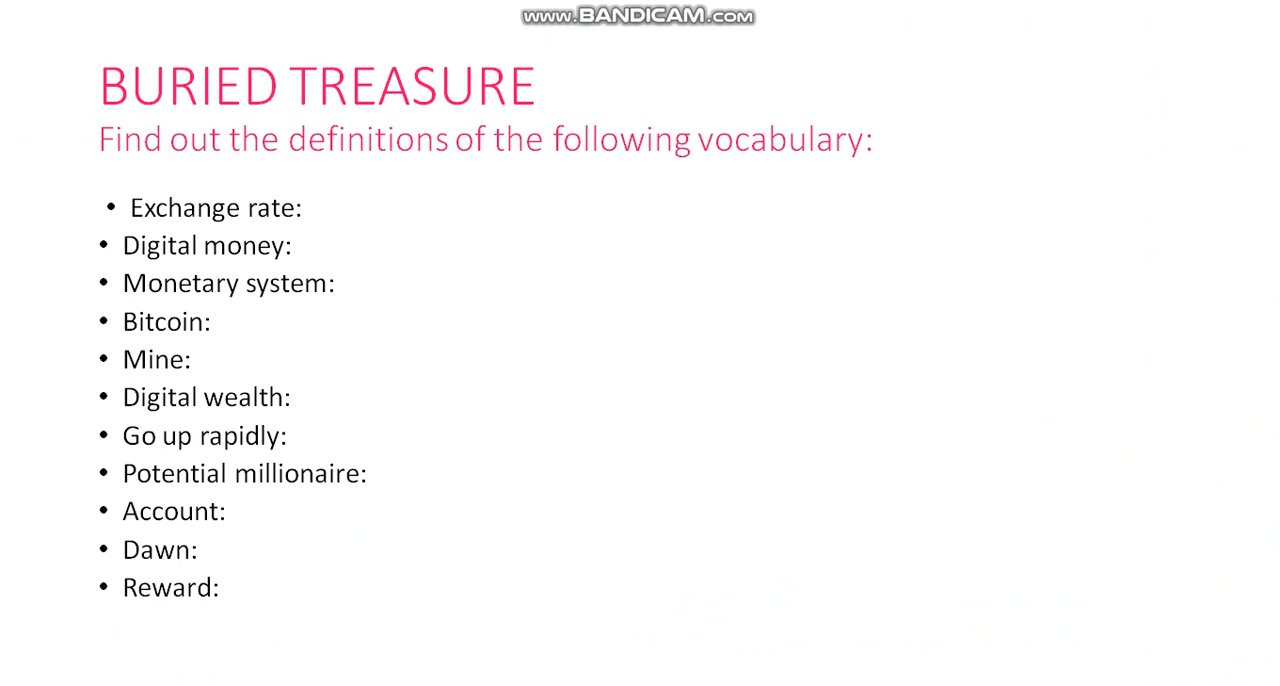 www.BANDICAM.com
BURIED TREASURE
Find out the definitions of the following vocabulary:
• Exchange rate:
• Digital money:
• Monetary system:
• Bitcoin:
• Mine:
• Digital wealth:
• Go up rapidly:
• Potential millionaire:
• Account:
• Dawn:
• Reward: